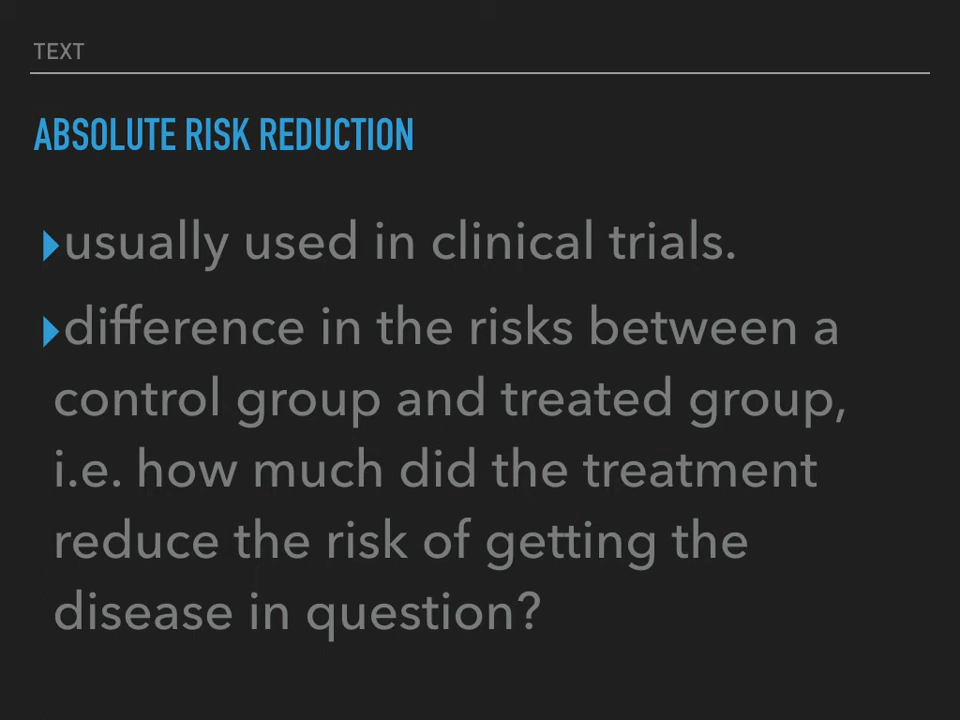 TEXT
ABSOLUTE RISK REDUCTION
▸usually used in clinical trials.
▸difference in the risks between a
control group and treated group,
i.e. how much did the treatment
reduce the risk of getting the
disease in question?